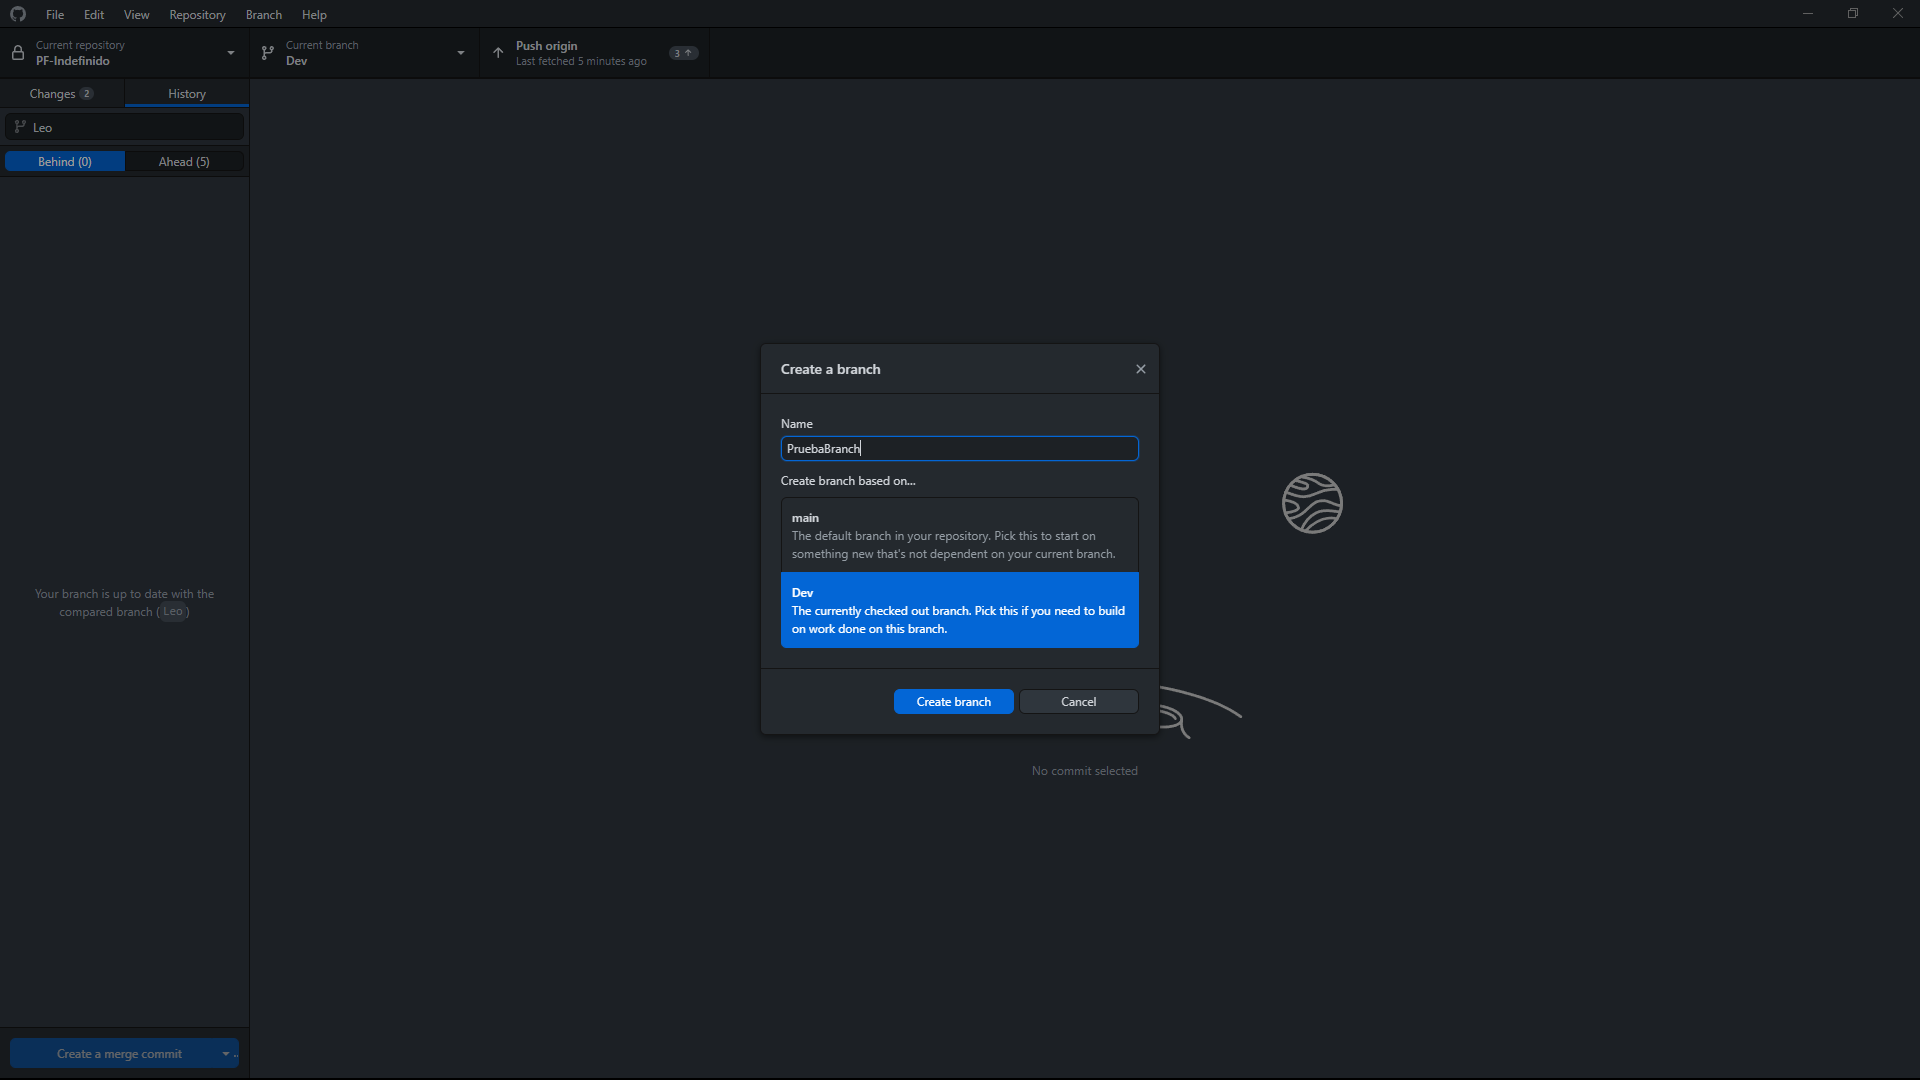 File Edit View Repository Branch Help
Current repository
PF-Indefinido
Current branch
Dev
Push origin
Last fetched 5 minutes ago
3
Changes 2
History
Leo
Behind (0)
Ahead (5)
Your branch is up to date with the
compared branch (Leo)
Create a merge commit
Create a branch
Name
PruebaBranch
Create branch based on...
main
The default branch in your repository. Pick this to start on
something new that's not dependent on your current branch.
Dev
The currently checked out branch. Pick this if you need to build
on work done on this branch.
Create branch
Cancel
No commit selected